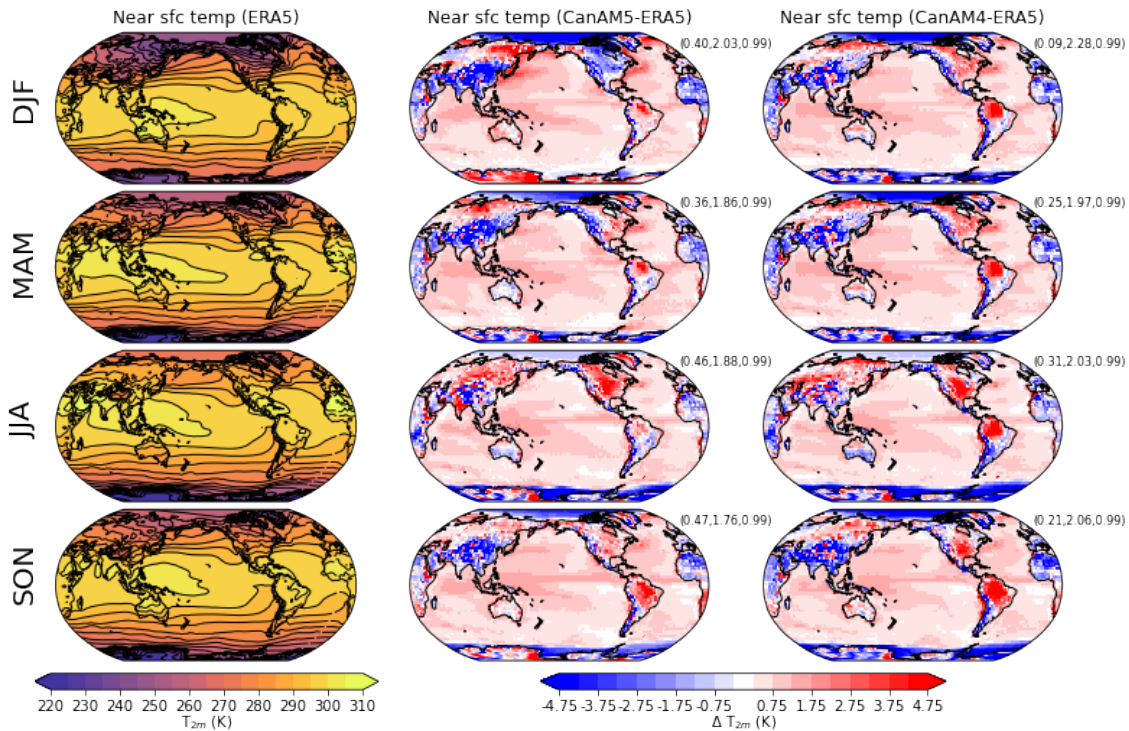 Near sfc temp (ERA5) Near sfc temp (CanAM5-ERA5) Near sfc temp (CanAM4-ERA5)
DJF (0.40,2.03,0.99) (0.09,2.28,0.99)
MAM (0.36,1.86,0.99) (0.25,1.97,0.99)
JJA (0.46,1.88,0.99) (0.31,2.03,0.99)
SON (0.47,1.76,0.99) (0.21,2.06,0.99)
220 230 240 250 260 270 280 290 300 310 -4.75 -3.75 -2.75 -1.75 -0.75 0.75 1.75 2.75 3.75 4.75
T2m (K) Δ T2m (K)